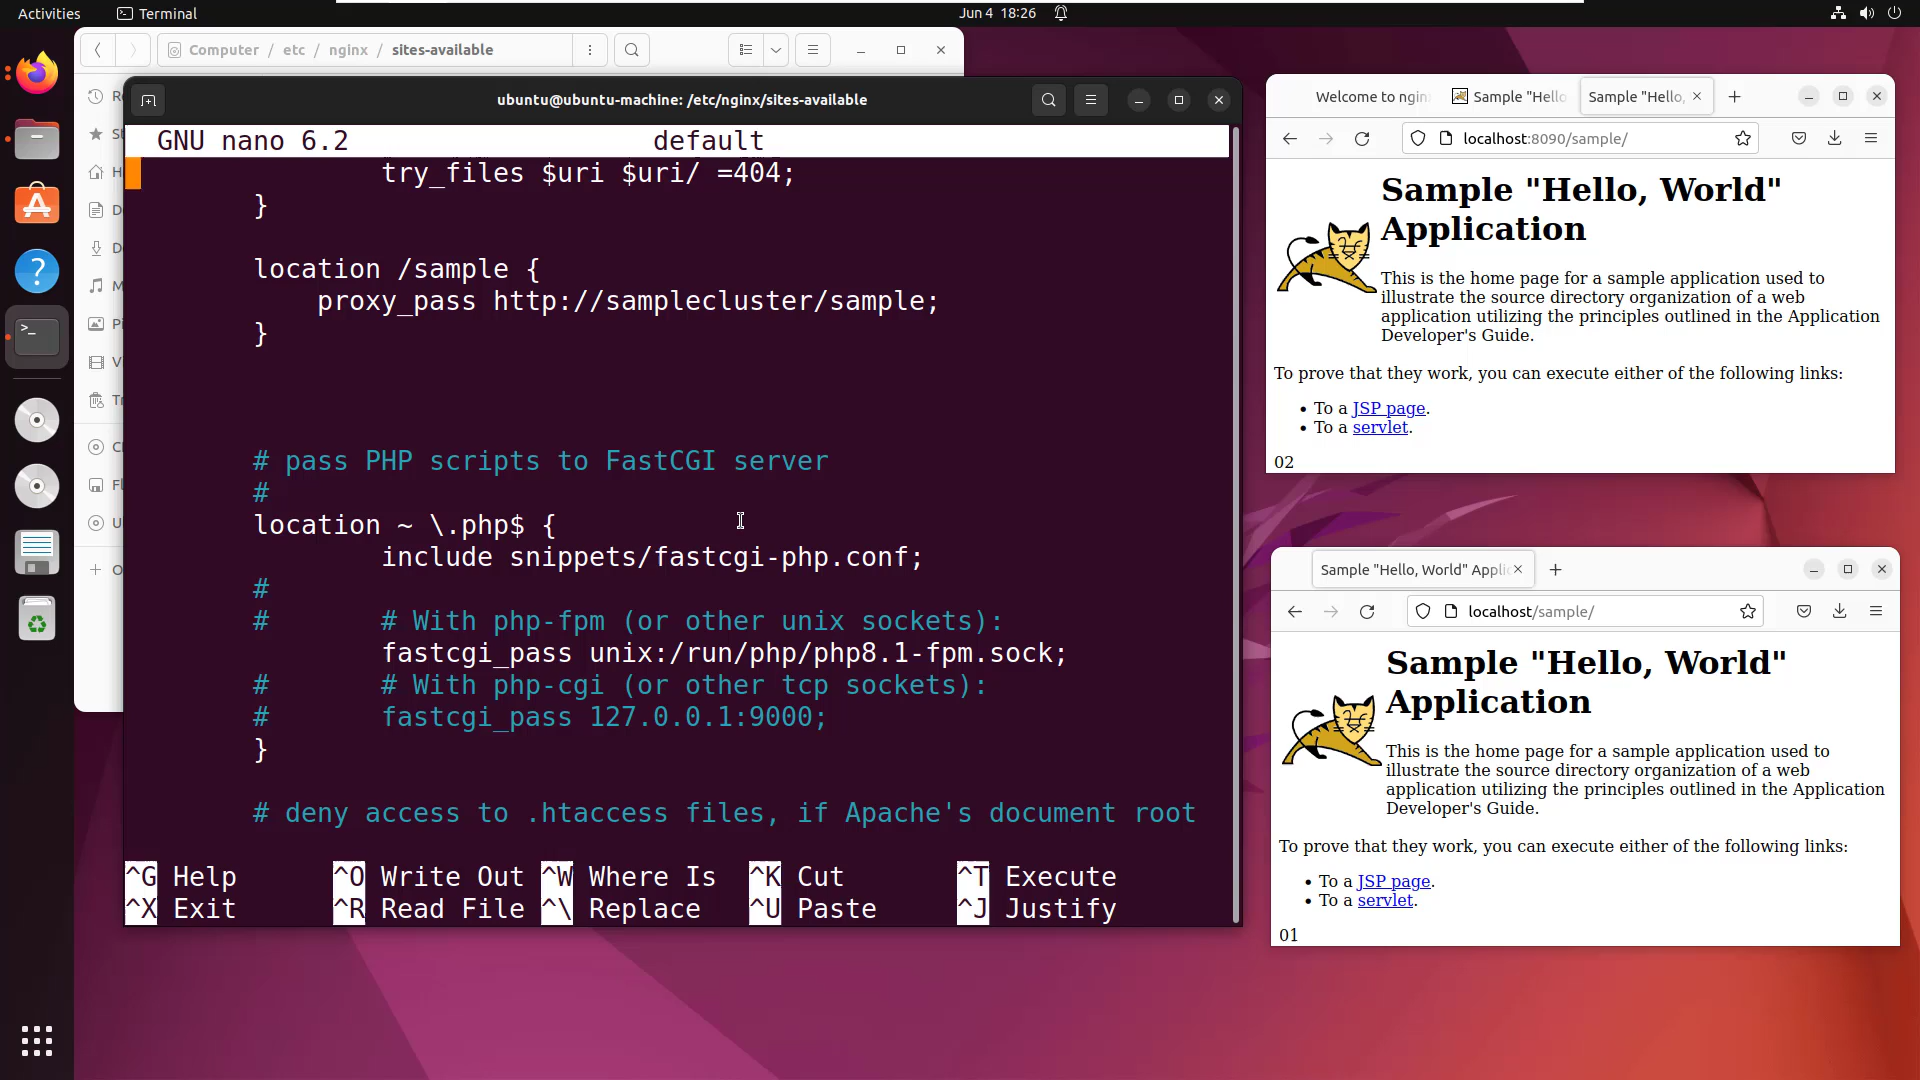 Activities
Terminal
Jun 4 18:26
Computer / etc / nginx / sites-available
ubuntu@ubuntu-machine: /etc/nginx/sites-available
GNU nano 6.2 default
try_files $uri $uri/ =404;
}
location /sample {
proxy_pass http://samplecluster/sample;
}
# pass PHP scripts to FastCGI server
#
location ~ \.php$ {
include snippets/fastcgi-php.conf;
#
# # With php-fpm (or other unix sockets):
fastcgi_pass unix:/run/php/php8.1-fpm.sock;
# # With php-cgi (or other tcp sockets):
# fastcgi_pass 127.0.0.1:9000;
}
# deny access to .htaccess files, if Apache's document root
^G Help ^O Write Out ^W Where Is ^K Cut ^T Execute
^X Exit ^R Read File ^\ Replace ^U Paste ^J Justify
Welcome to ngin
Sample "Hello
Sample "Hello,
localhost:8090/sample/
Sample "Hello, World"
Application
This is the home page for a sample application used to
illustrate the source directory organization of a web
application utilizing the principles outlined in the Application
Developer's Guide.
To prove that they work, you can execute either of the following links:
• To a JSP page.
• To a servlet.
02
Sample "Hello, World" Appli
localhost/sample/
Sample "Hello, World"
Application
This is the home page for a sample application used to
illustrate the source directory organization of a web
application utilizing the principles outlined in the Application
Developer's Guide.
To prove that they work, you can execute either of the following links:
• To a JSP page.
• To a servlet.
01